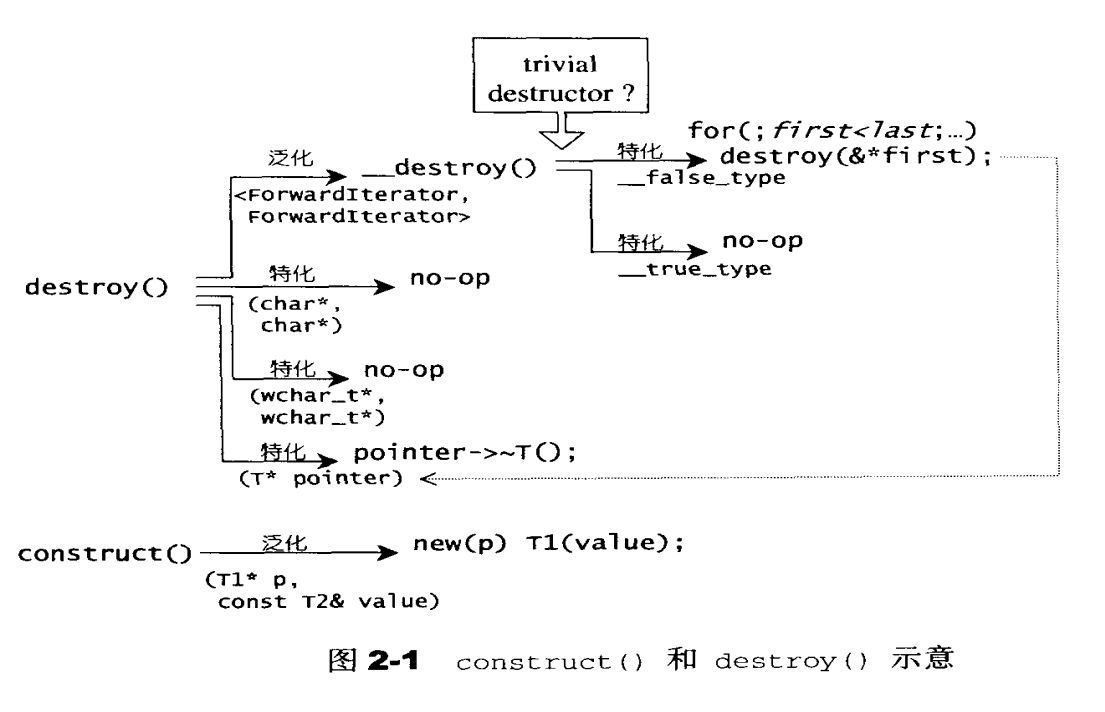 trivial
destructor ?
for(;first<last;…)
泛化
__destroy()
特化
destroy(&*first);
<ForwardIterator,
ForwardIterator>
__false_type
特化
no-op
__true_type
destroy()
特化
no-op
(char*,
char*)
特化
no-op
(wchar_t*,
wchar_t*)
特化
pointer->~T();
(T* pointer)
construct()
泛化
new(p) T1(value);
(T1* p,
const T2& value)
图 2-1 construct() 和 destroy() 示意